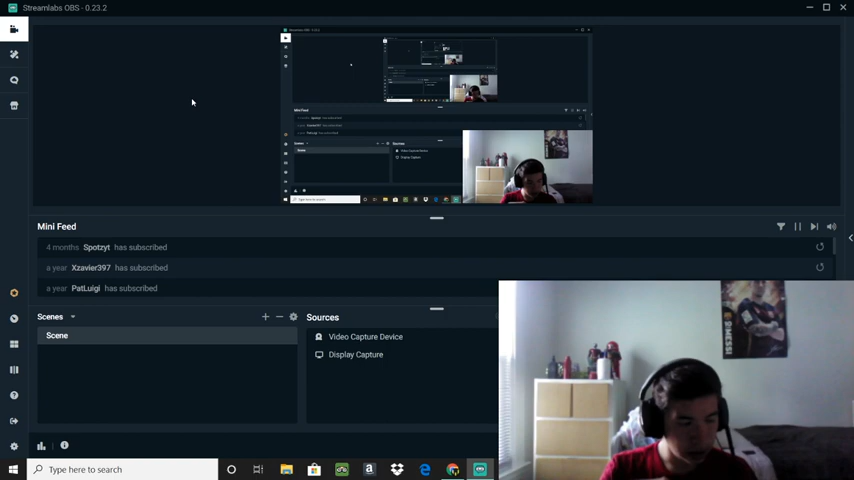 Streamlabs OBS - 0.23.2
Mini Feed
4 months Spotzyt has subscribed
a year Xzavier397 has subscribed
a year PatLuigi has subscribed
Scenes
Scene
Sources
Video Capture Device
Display Capture
MESSI
Type here to search